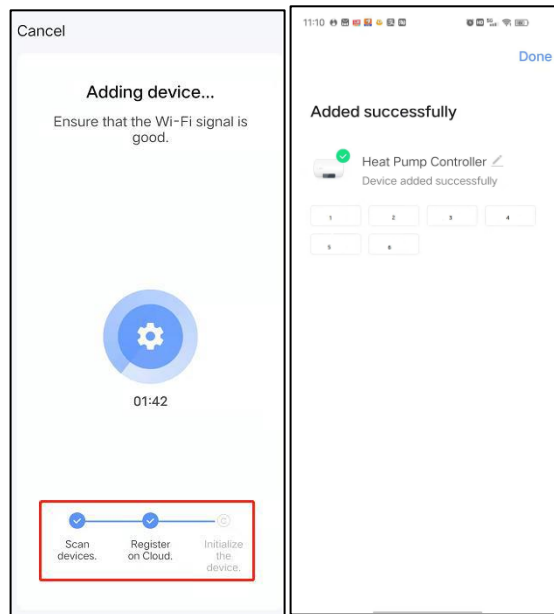 Cancel
Adding device...
Ensure that the Wi-Fi signal is
good.
01:42
Scan
devices.
Register
on Cloud.
Initialize
the
device.
11:10
Done
Added successfully
Heat Pump Controller
Device added successfully
1 2 3 4
5 6